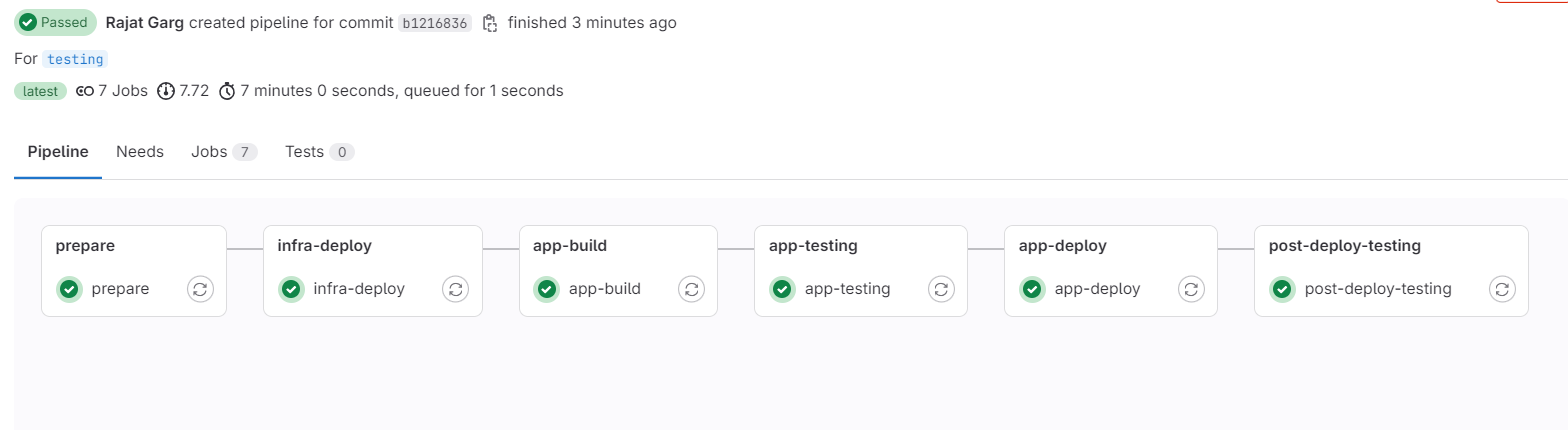 Passed Rajat Garg created pipeline for commit b1216836 finished 3 minutes ago
For testing
latest 7 Jobs 7.72 7 minutes 0 seconds, queued for 1 seconds
Pipeline Needs Jobs 7 Tests 0
prepare infra-deploy app-build app-testing app-deploy post-deploy-testing
prepare infra-deploy app-build app-testing app-deploy post-deploy-testing